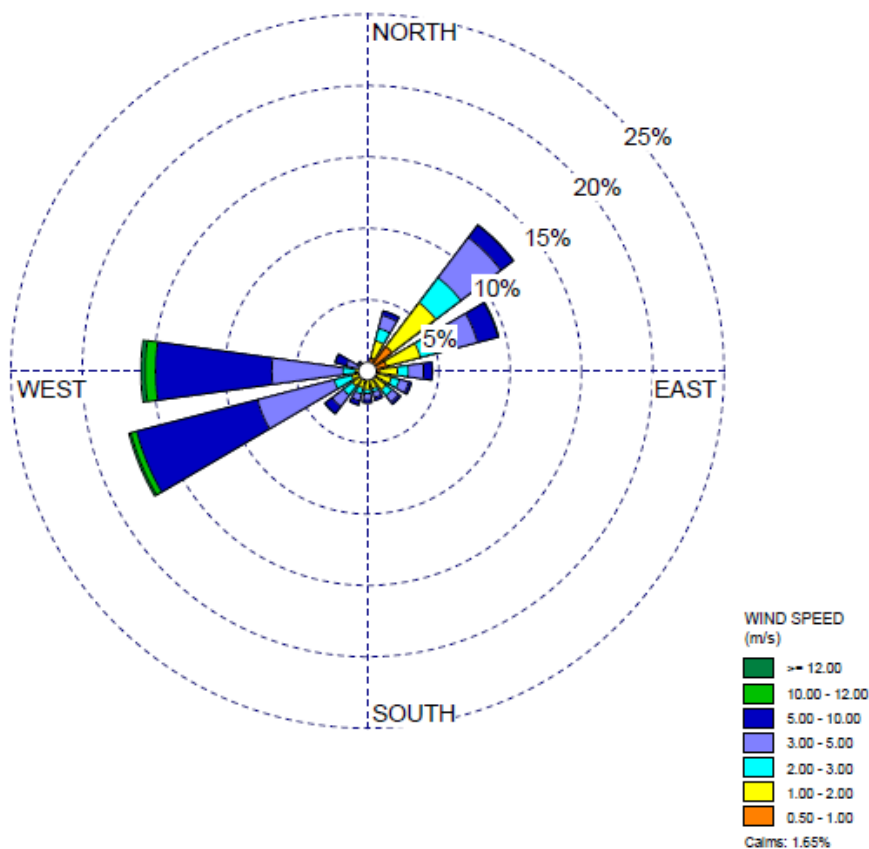 NORTH
25%
20%
15%
10%
5%
WEST
EAST
SOUTH
WIND SPEED
(m/s)
>= 12.00
10.00 - 12.00
5.00 - 10.00
3.00 - 5.00
2.00 - 3.00
1.00 - 2.00
0.50 - 1.00
Calms: 1.65%